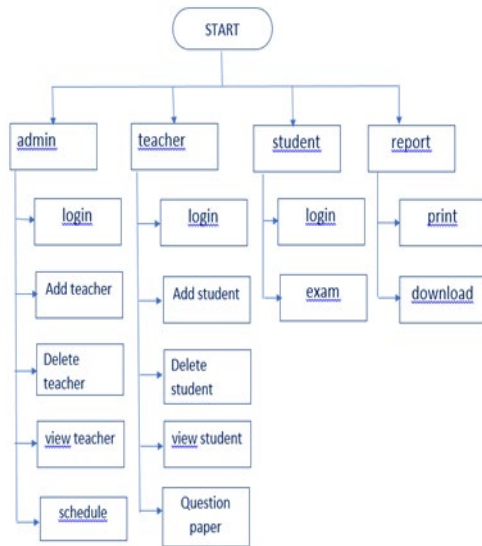 START
admin
teacher
student
report
login
login
login
print
Add teacher
Add student
exam
download
Delete
teacher
Delete
student
view teacher
view student
schedule
Question
paper